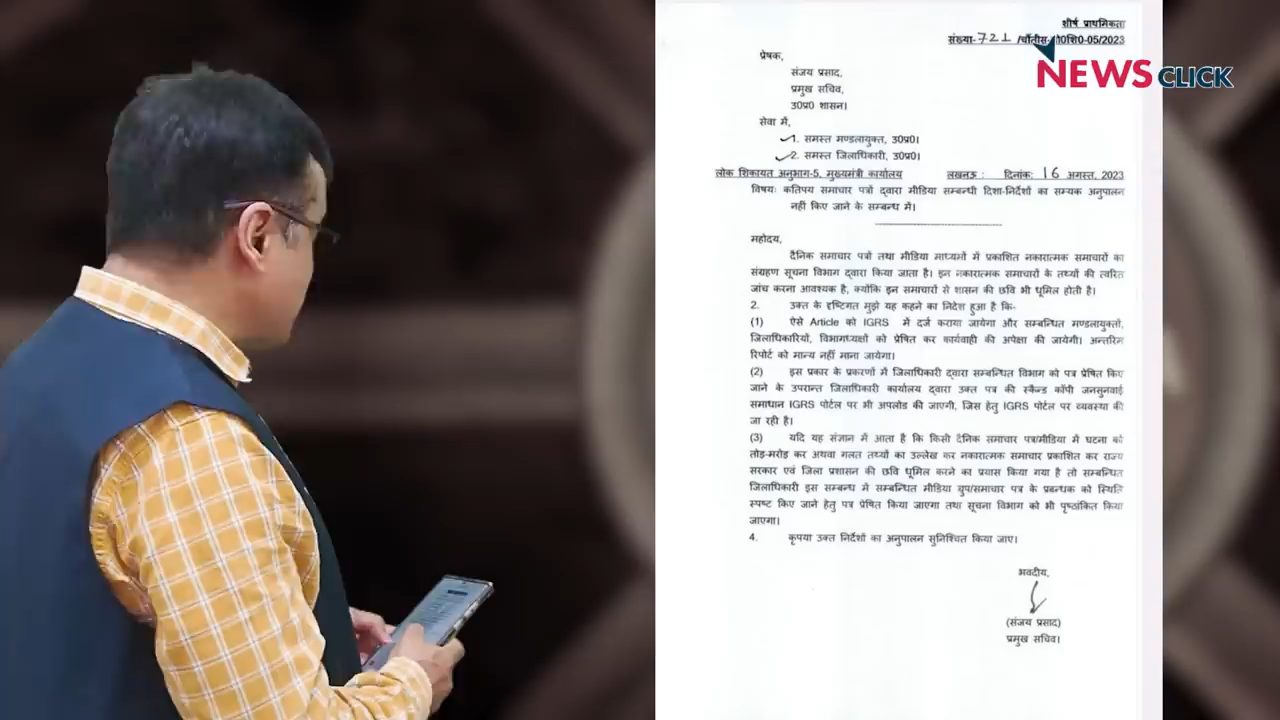 शीर्ष प्राथमिकता
संख्या-721 /चौंतीस-लो0शि0-05/2023
NEWSCLICK
प्रेषक,
संजय प्रसाद,
प्रमुख सचिव,
उ0प्र0 शासन।
सेवा में,
1. समस्त मण्डलायुक्त, उ0प्र0।
2. समस्त जिलाधिकारी, उ0प्र0।
लोक शिकायत अनुभाग-5, मुख्यमंत्री कार्यालय लखनऊ : दिनांक: 16 अगस्त, 2023
विषयः कतिपय समाचार पत्रों द्वारा मीडिया सम्बन्धी दिशा-निर्देशों का सम्यक अनुपालन
नहीं किए जाने के सम्बन्ध में।
महोदय,
दैनिक समाचार पत्रों तथा मीडिया माध्यमों में प्रकाशित नकारात्मक समाचारों का
संग्रहण सूचना विभाग द्वारा किया जाता है। इन नकारात्मक समाचारों के तथ्यों की त्वरित
जांच करना आवश्यक है, क्योंकि इन समाचारों से शासन की छवि भी धूमिल होती है।
2. उक्त के दृष्टिगत मुझे यह कहने का निदेश हुआ है कि-
(1) ऐसे Article को IGRS में दर्ज कराया जायेगा और सम्बन्धित मण्डलायुक्तों,
जिलाधिकारियों, विभागध्यक्षों को प्रेषित कर कार्यवाही की अपेक्षा की जायेगी। अन्तरिम
रिपोर्ट को मान्य नहीं माना जायेगा।
(2) इस प्रकार के प्रकरणों में जिलाधिकारी द्वारा सम्बन्धित विभाग को पत्र प्रेषित किए
जाने के उपरान्त जिलाधिकारी कार्यालय द्वारा उक्त पत्र की स्कैन्ड कॉपी जनसुनवाई
समाधान IGRS पोर्टल पर भी अपलोड की जाएगी, जिस हेतु IGRS पोर्टल पर व्यवस्था की
जा रही है।
(3) यदि यह संज्ञान में आता है कि किसी दैनिक समाचार पत्र/मीडिया में घटना को
तोड़-मरोड़ कर अथवा गलत तथ्यों का उल्लेख कर नकारात्मक समाचार प्रकाशित कर राज्य
सरकार एवं जिला प्रशासन की छवि धूमिल करने का प्रयास किया गया है तो सम्बन्धित
जिलाधिकारी इस सम्बन्ध में सम्बन्धित मीडिया ग्रुप/समाचार पत्र के प्रबन्धक को स्थिति
स्पष्ट किए जाने हेतु पत्र प्रेषित किया जाएगा तथा सूचना विभाग को भी पृष्ठांकित किया
जाएगा।
4. कृपया उक्त निर्देशों का अनुपालन सुनिश्चित किया जाए।
भवदीय,
(संजय प्रसाद)
प्रमुख सचिव।